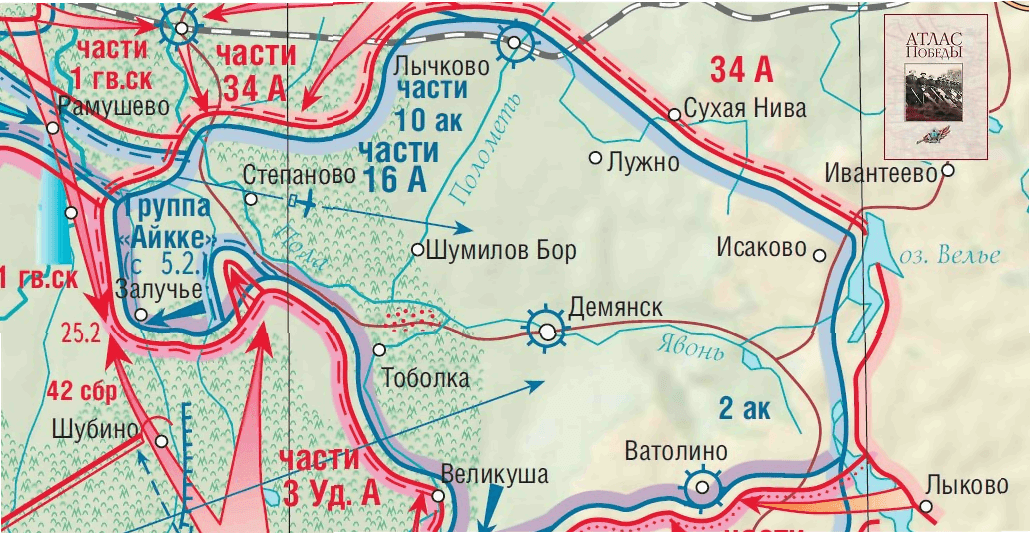 части
1 гв.ск
Рамушево
части
34 А
Лычково
части
10 ак
части
16 А
34 А
Сухая Нива
АТЛАС
ПОБЕДЫ
Ивантеево
Лужно
Степаново
Полометь
Группа
«Айкке»
(с 5.2.)
Залучье
Пола
Шумилов Бор
Исаково
оз. Велье
1 гв.ск
25.2
Демянск
Явонь
42 сбр
Тоболка
Шубино
2 ак
части
3 Уд. А
Великуша
Ватолино
Лыково